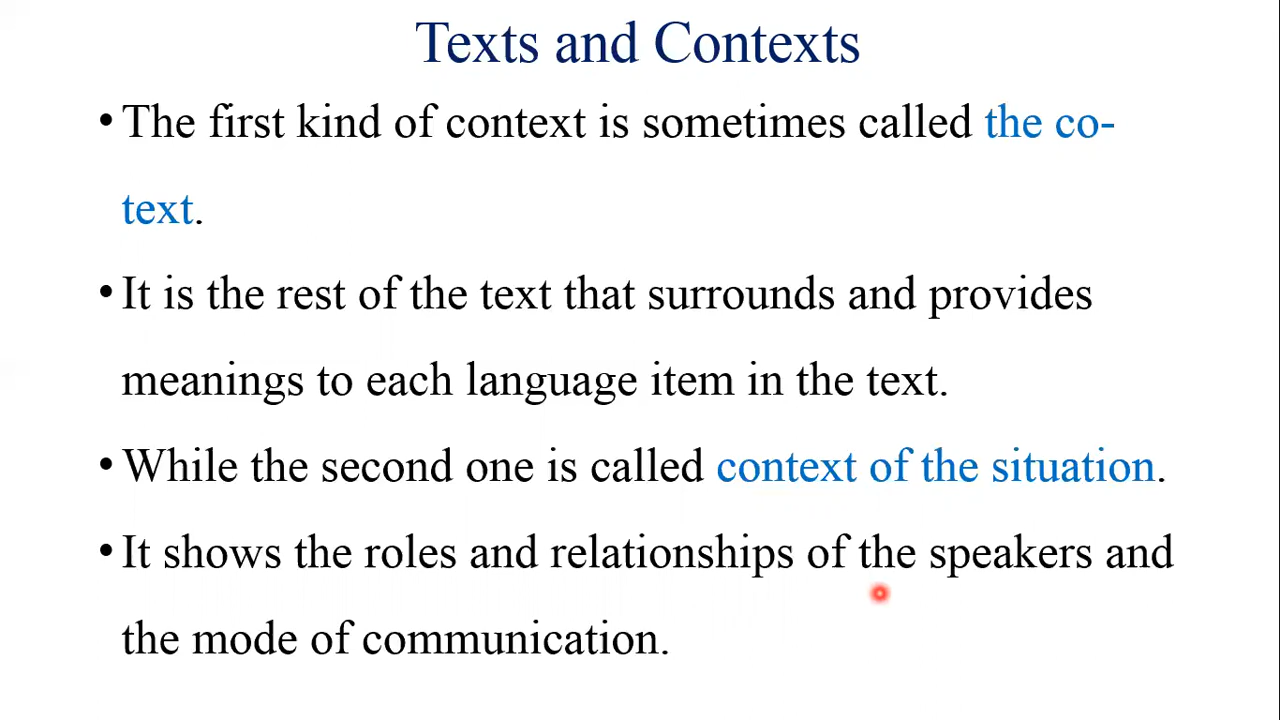 Texts and Contexts
• The first kind of context is sometimes called the co-
text.
• It is the rest of the text that surrounds and provides
meanings to each language item in the text.
• While the second one is called context of the situation.
• It shows the roles and relationships of the speakers and
the mode of communication.